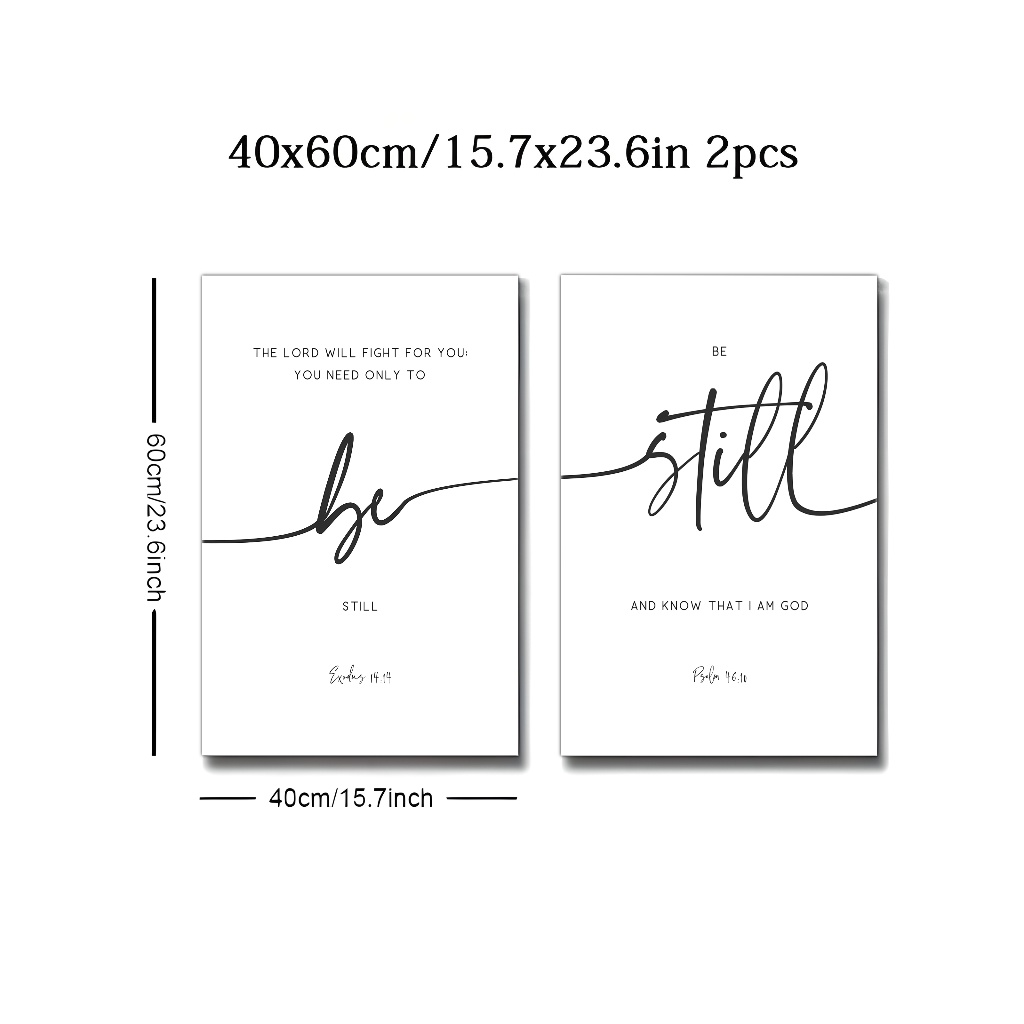 40x60cm/15.7x23.6in 2pcs
THE LORD WILL FIGHT FOR YOU;
YOU NEED ONLY TO
be
STILL
Exodus 14:14
BE
still
AND KNOW THAT I AM GOD
Psalm 46:10
60cm/23.6inch
40cm/15.7inch